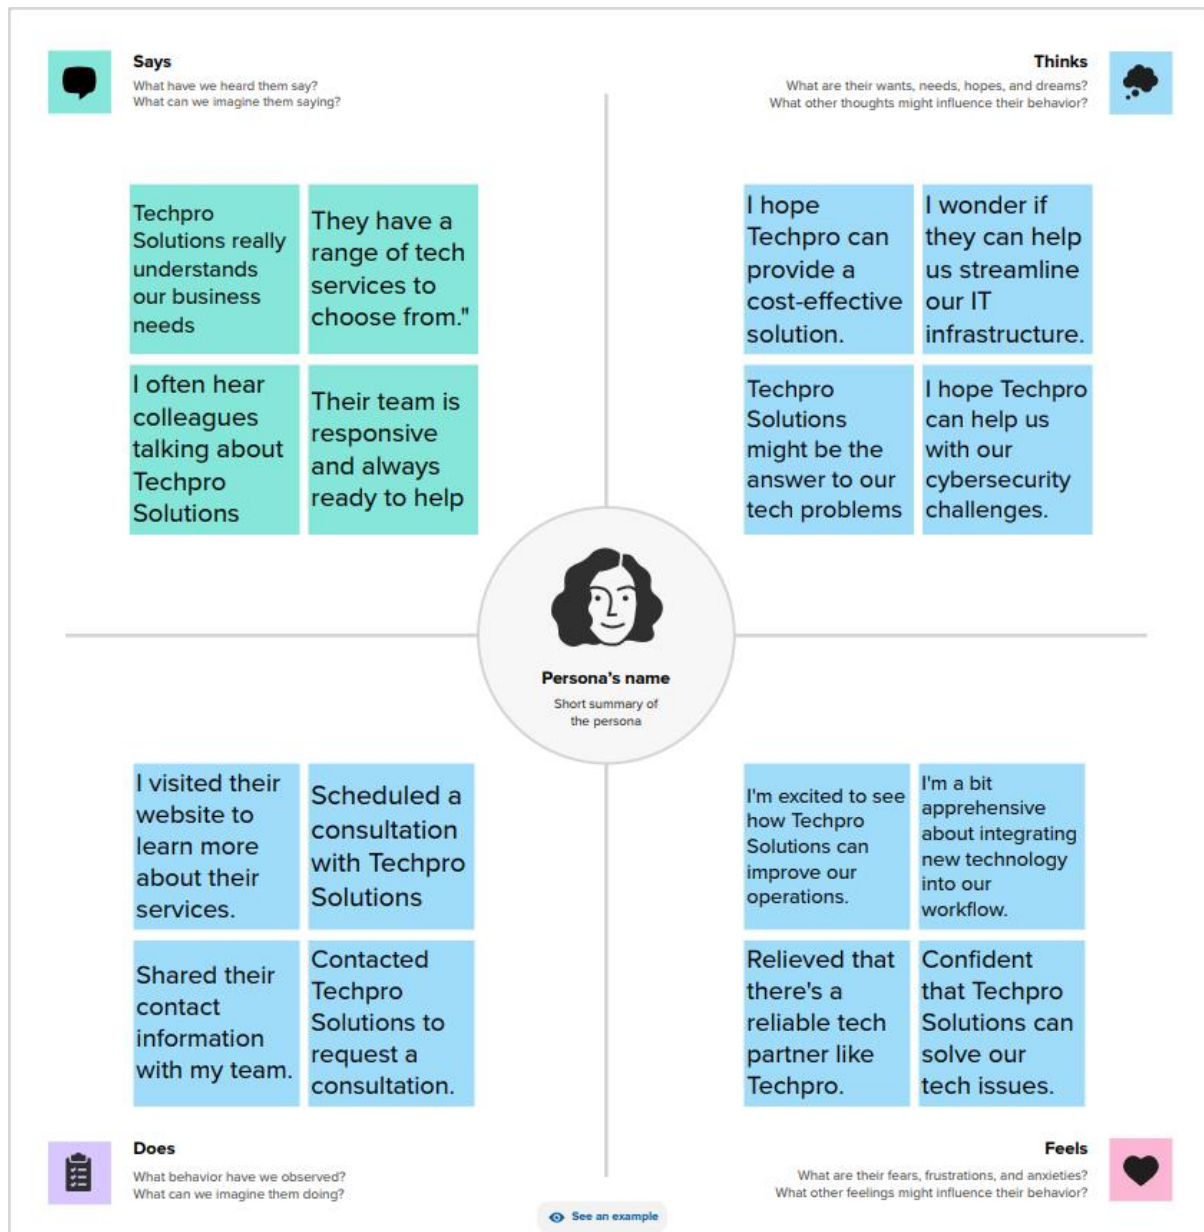 Says
What have we heard them say?
What can we imagine them saying?
Thinks
What are their wants, needs, hopes, and dreams?
What other thoughts might influence their behavior?
Techpro
Solutions really
understands
our business
needs
They have a
range of tech
services to
choose from."
I often hear
colleagues
talking about
Techpro
Solutions
Their team is
responsive
and always
ready to help
I hope
Techpro can
provide a
cost-effective
solution.
I wonder if
they can help
us streamline
our IT
infrastructure.
Techpro
Solutions
might be the
answer to our
tech problems
I hope Techpro
can help us
with our
cybersecurity
challenges.
Persona's name
Short summary of
the persona
I visited their
website to
learn more
about their
services.
Scheduled a
consultation
with Techpro
Solutions
Shared their
contact
information
with my team.
Contacted
Techpro
Solutions to
request a
consultation.
I'm excited to see
how Techpro
Solutions can
improve our
operations.
I'm a bit
apprehensive
about integrating
new technology
into our
workflow.
Relieved that
there's a
reliable tech
partner like
Techpro.
Confident
that Techpro
Solutions can
solve our
tech issues.
Does
What behavior have we observed?
What can we imagine them doing?
Feels
What are their fears, frustrations, and anxieties?
What other feelings might influence their behavior?
See an example